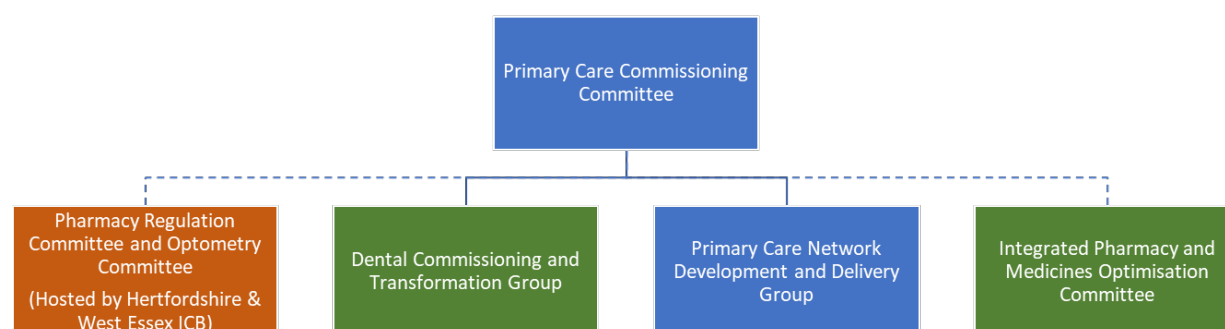 Primary Care Commissioning
Committee
Pharmacy Regulation
Committee and Optometry
Committee
(Hosted by Hertfordshire &
West Essex ICB)
Dental Commissioning and
Transformation Group
Primary Care Network
Development and Delivery
Group
Integrated Pharmacy and
Medicines Optimisation
Committee